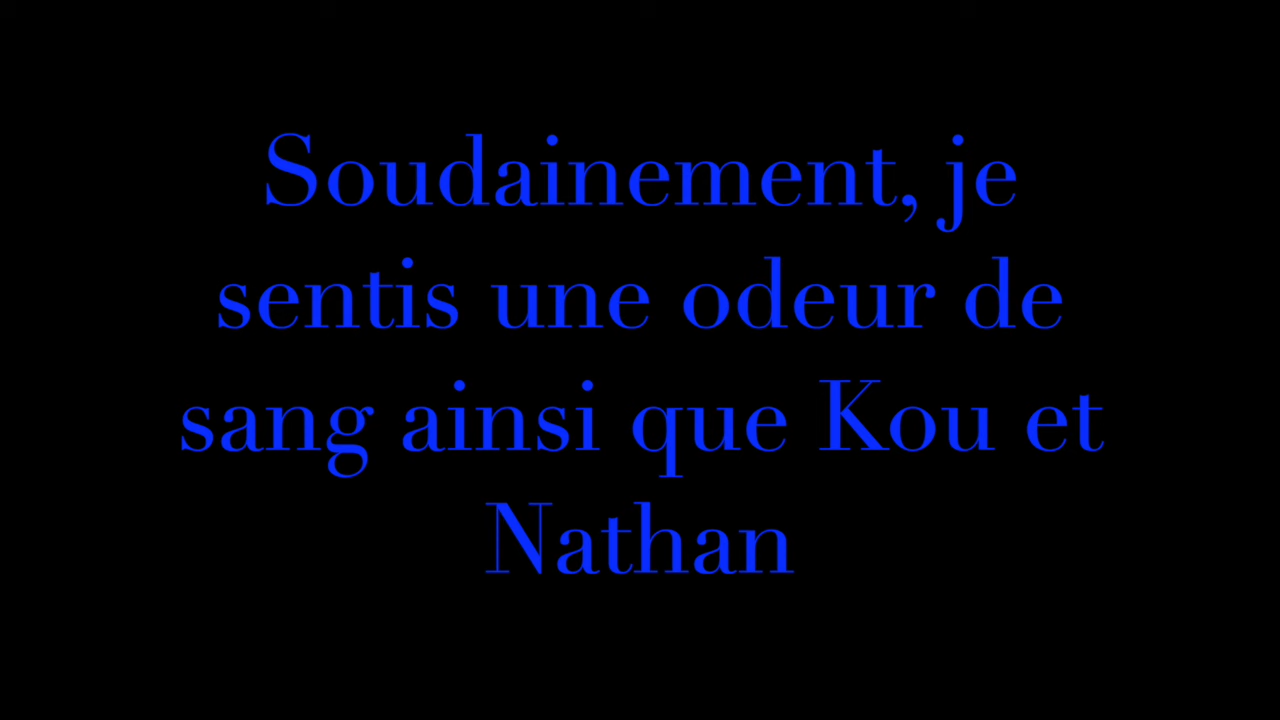 Soudainement, je
sentis une odeur de
sang ainsi que Kou et
Nathan